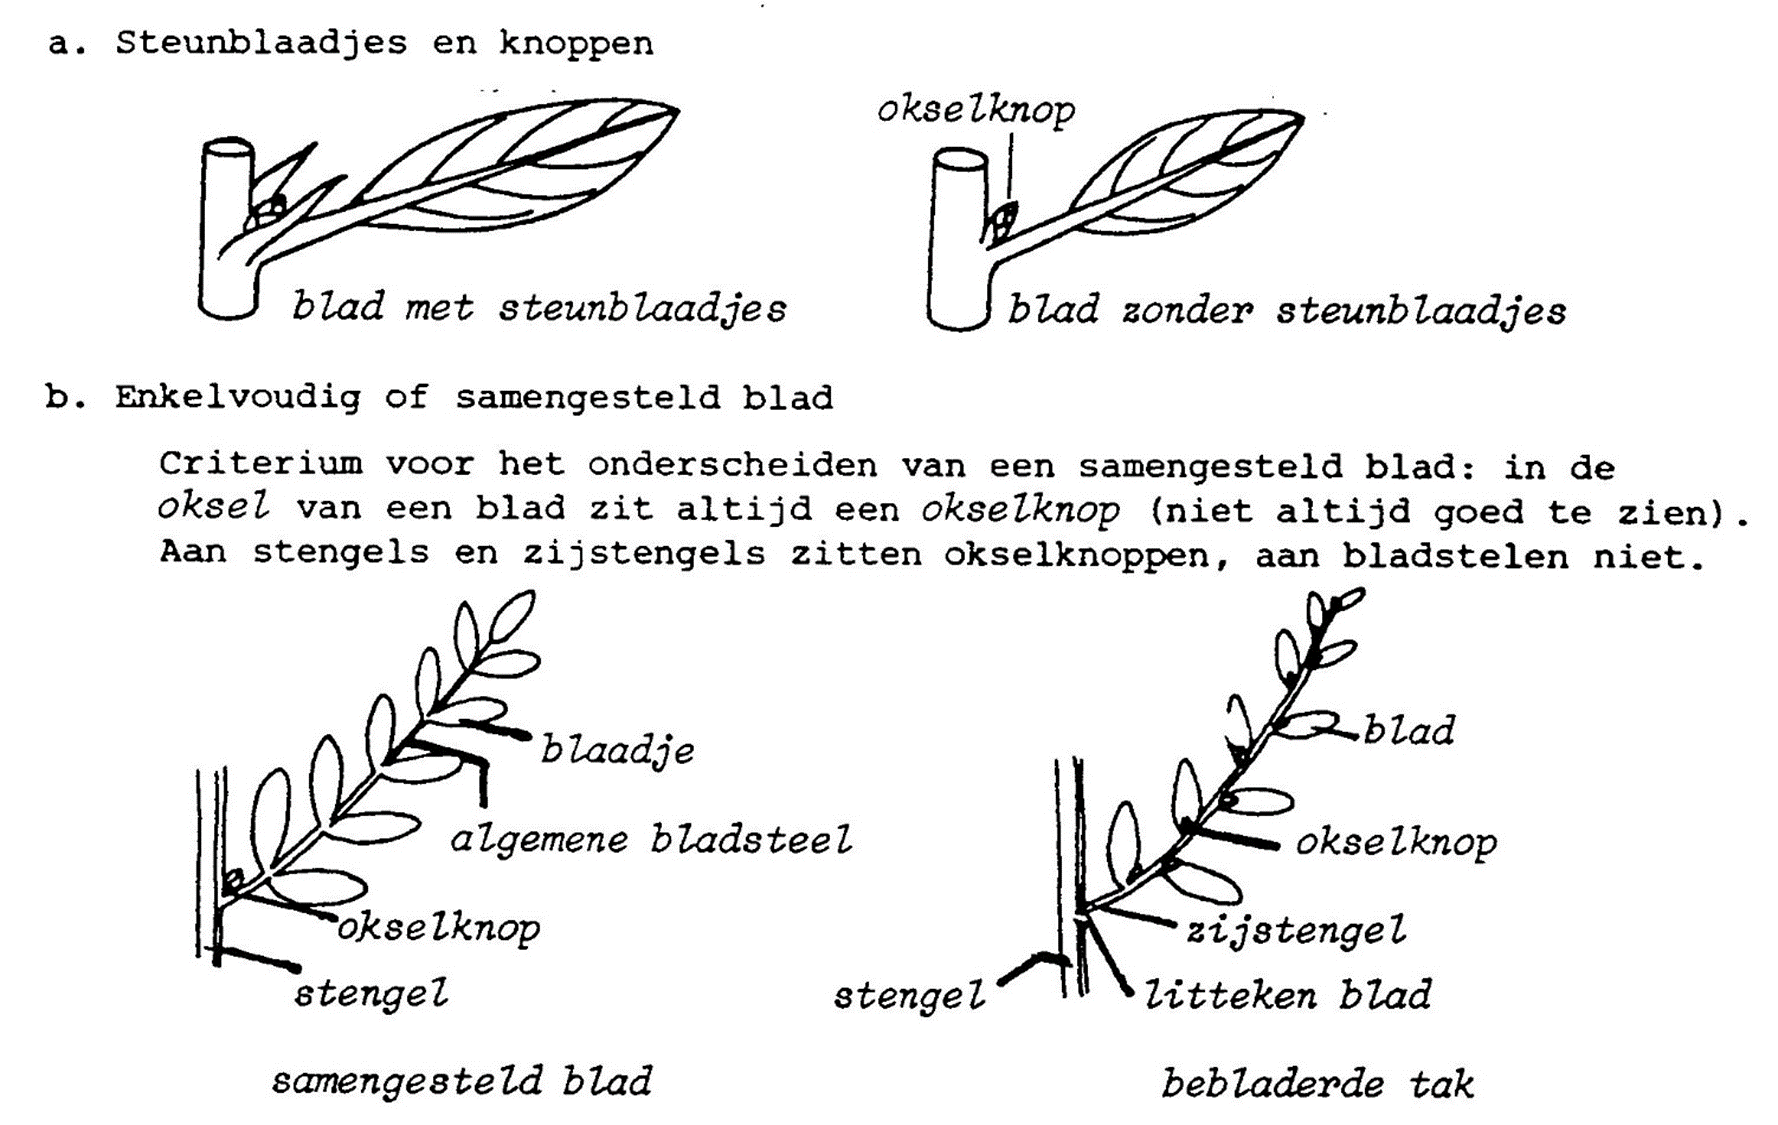 a. Steunblaadjes en knoppen
okselknop
blad met steunblaadjes
blad zonder steunblaadjes
b. Enkelvoudig of samengesteld blad
Criterium voor het onderscheiden van een samengesteld blad: in de
oksel van een blad zit altijd een okselknop (niet altijd goed te zien).
Aan stengels en zijstengels zitten okselknoppen, aan bladstelen niet.
blaadje
algemene bladsteel
okselknop
stengel
samengesteld blad
blad
okselknop
zijstengel
stengel
litteken blad
bebladerde tak